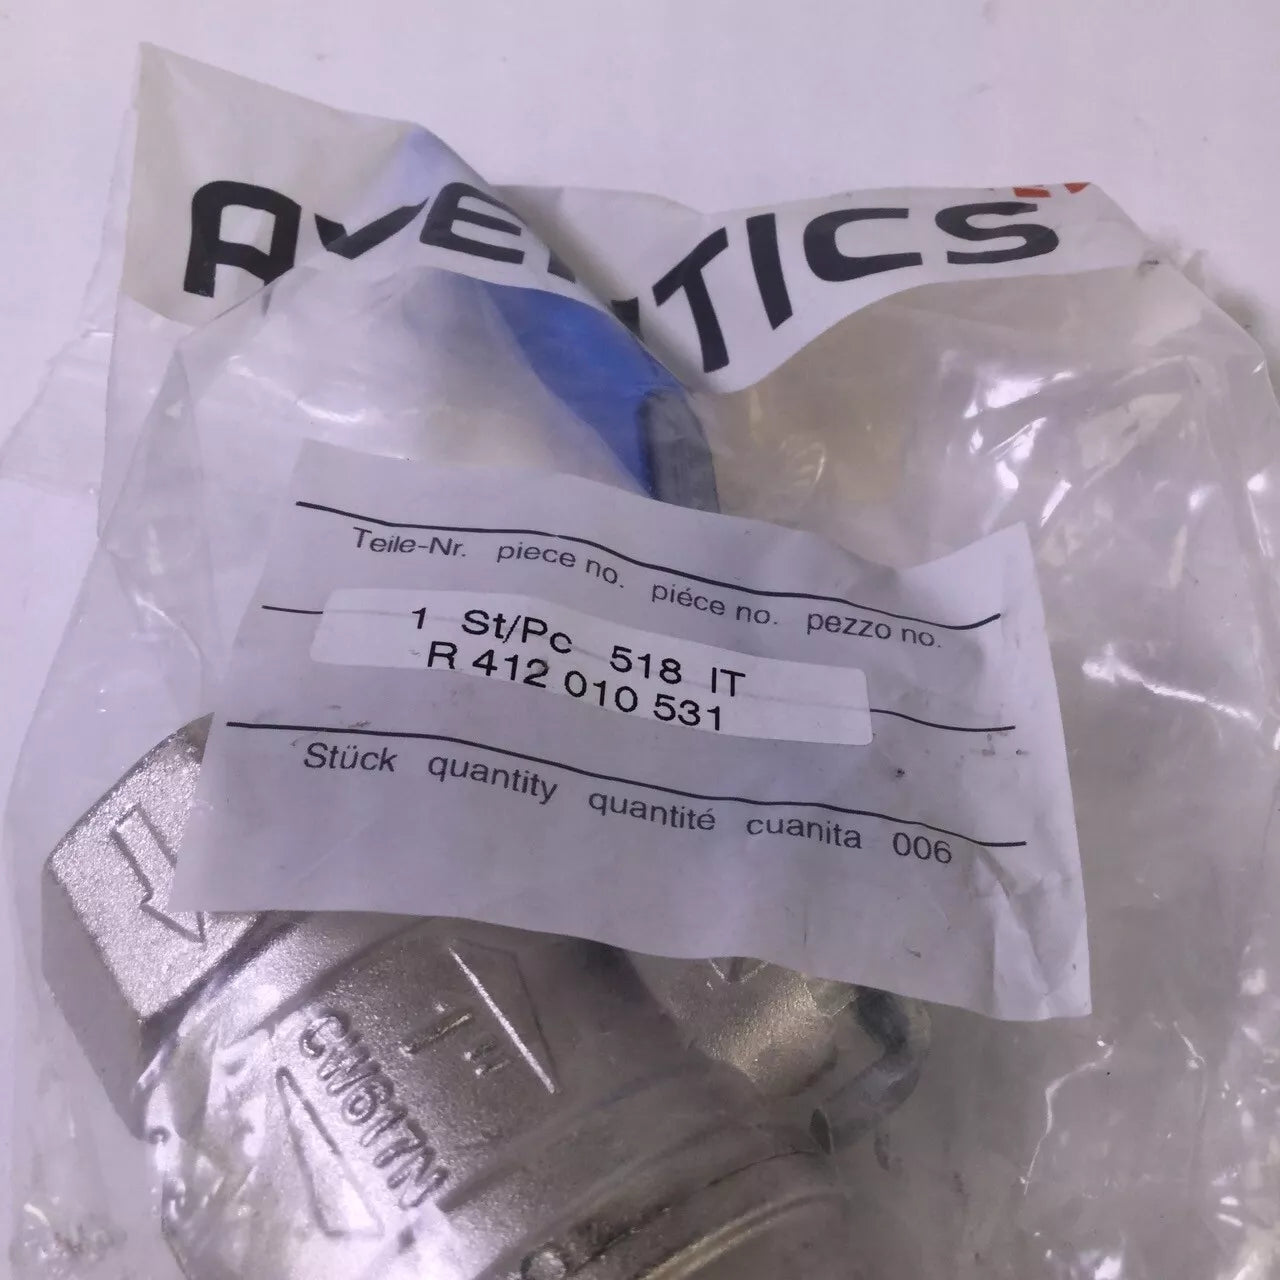 AVENTICS
Teile-Nr. piece no. piéce no. pezzo no.
1 St/Pc 518 IT
R 412 010 531
Stück quantity quantité cuanita 006
1"
CW617N